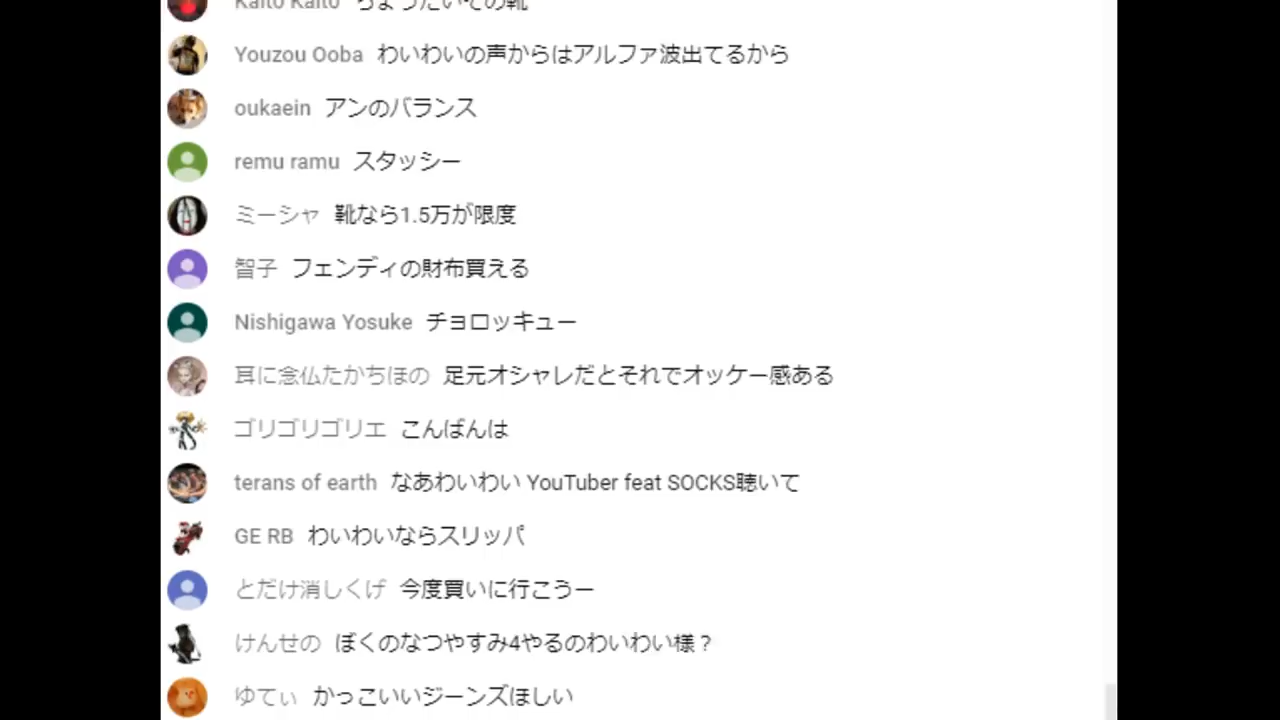 Kaito Kaito ちょうだいその靴
Youzou Ooba わいわいの声からはアルファ波出てるから
oukaein アンのバランス
remu ramu スタッシー
ミーシャ 靴なら1.5万が限度
智子 フェンディの財布買える
Nishigawa Yosuke チョロッキュー
耳に念仏たかちほの 足元オシャレだとそれでオッケー感ある
ゴリゴリゴリエ こんばんは
terans of earth なあわいわい YouTuber feat SOCKS聴いて
GE RB わいわいならスリッパ
とだけ消しくげ 今度買いに行こうー
けんせの ぼくのなつやすみ4やるのわいわい様？
ゆてぃ かっこいいジーンズほしい